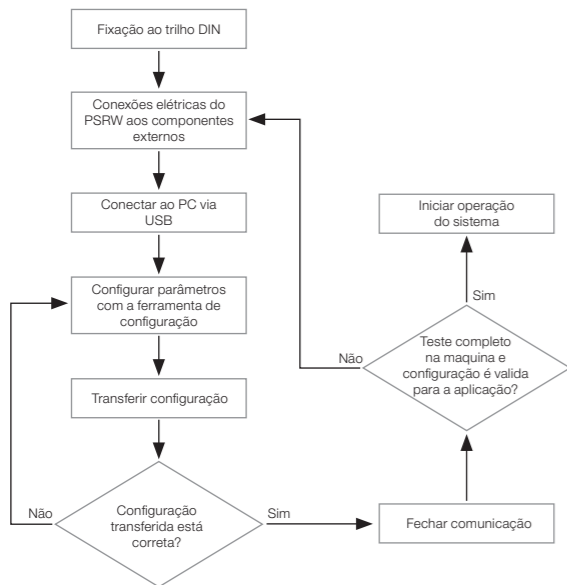 Fixação ao trilho DIN
Conexões elétricas do
PSRW aos componentes
externos
Conectar ao PC via
USB
Configurar parâmetros
com a ferramenta de
configuração
Transferir configuração
Não
Configuração
transferida está
correta?
Sim
Fechar comunicação
Teste completo
na maquina e
configuração é valida
para a aplicação?
Não
Sim
Iniciar operação
do sistema